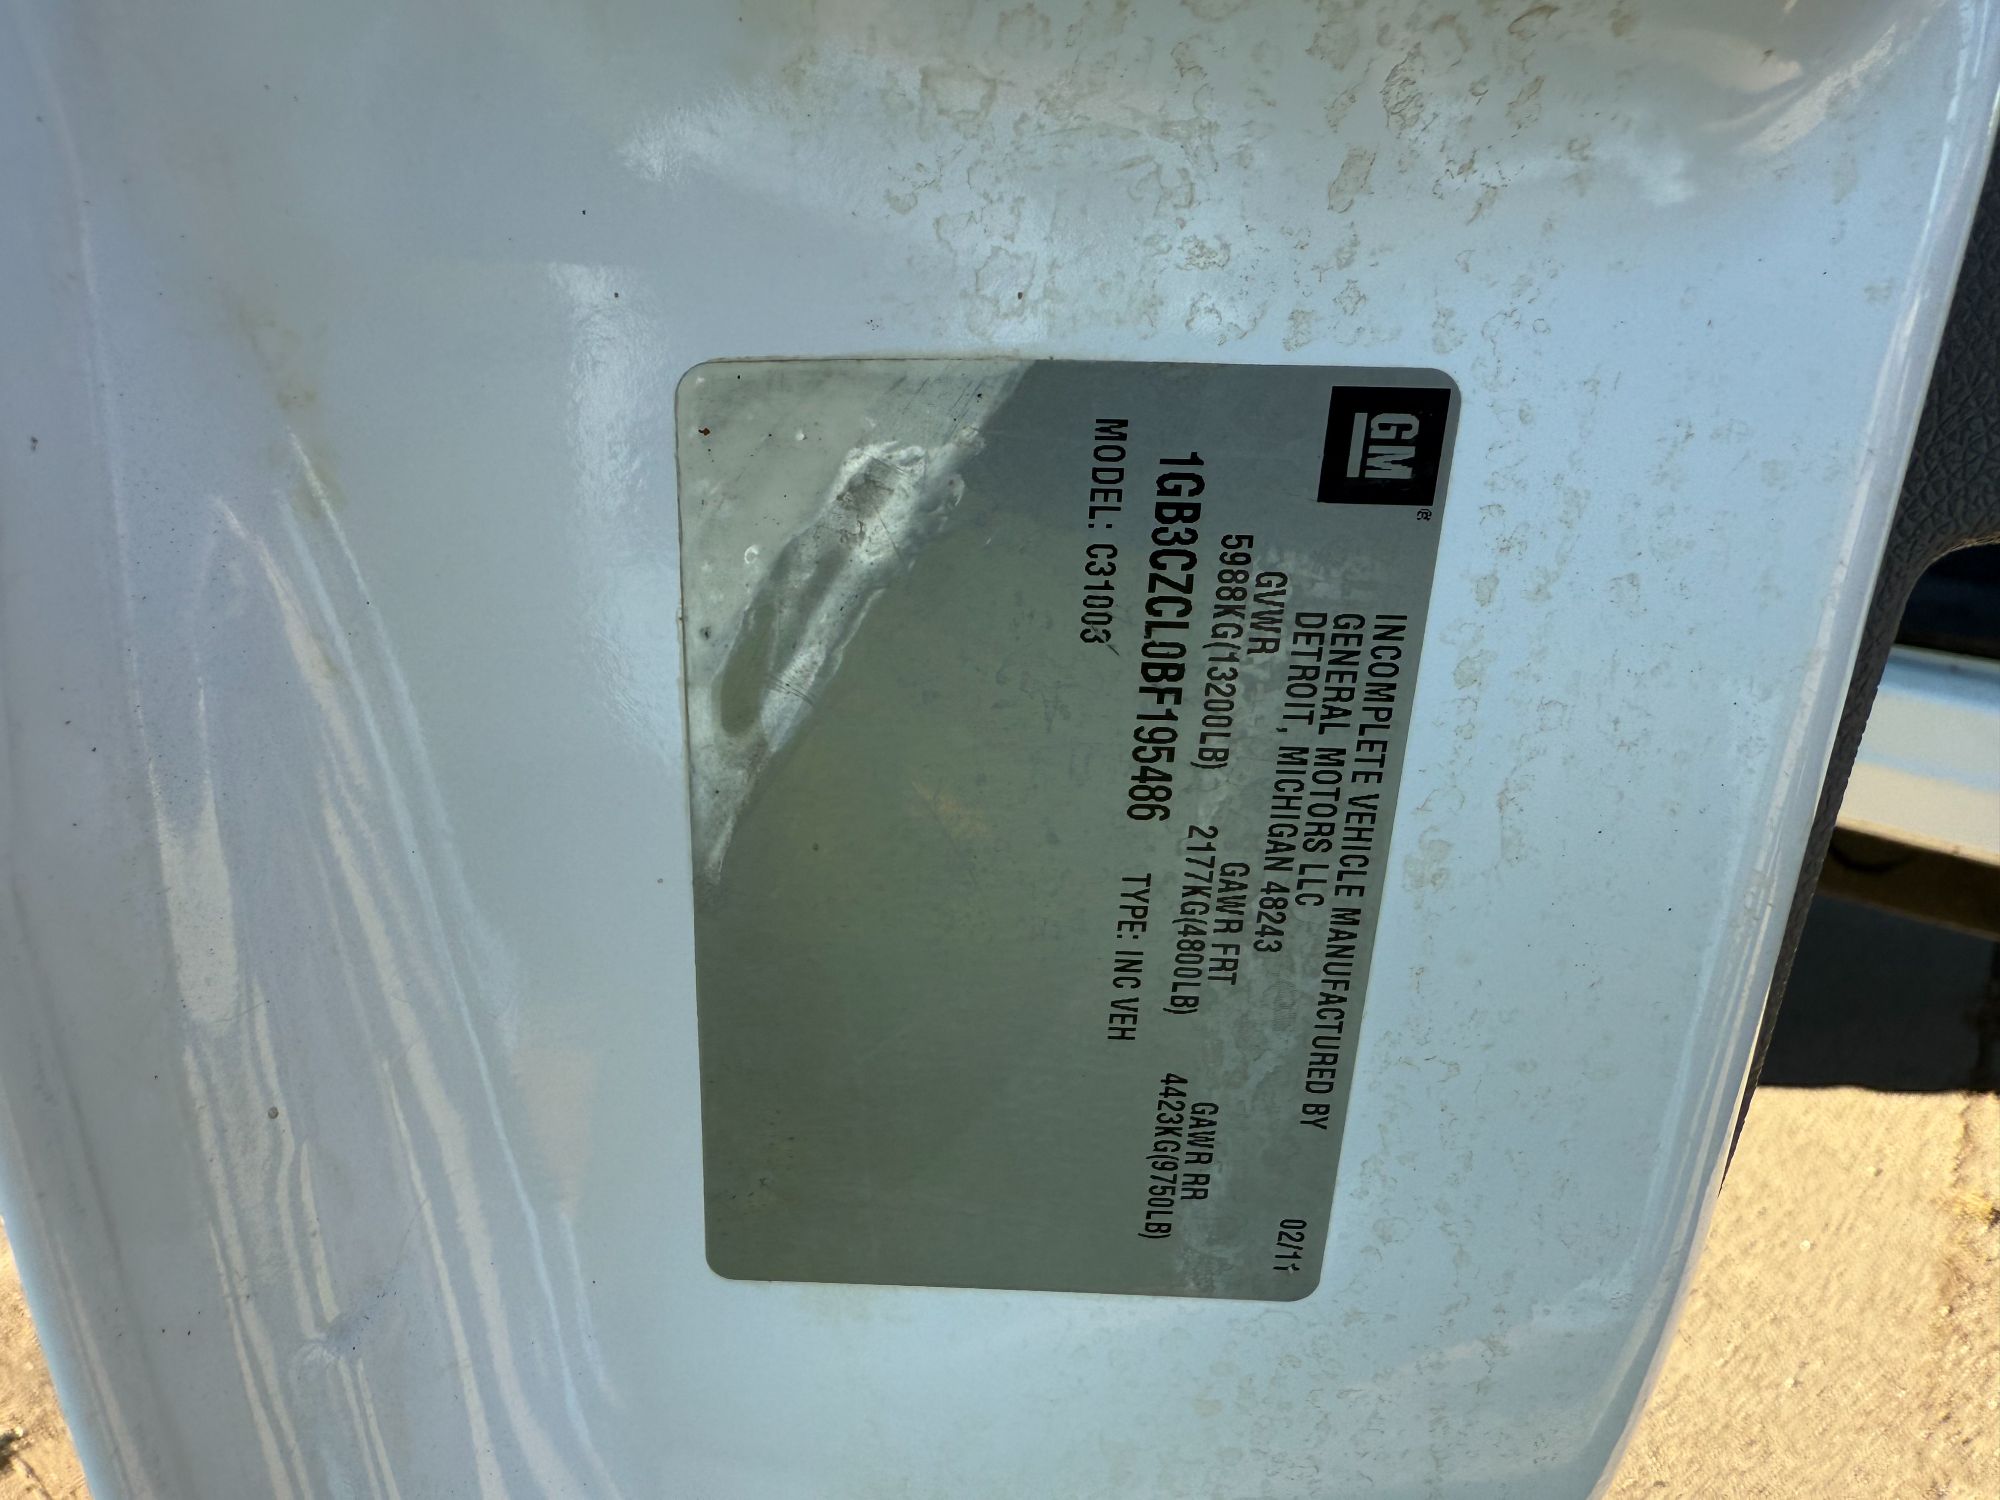 GM®
INCOMPLETE VEHICLE MANUFACTURED BY
GENERAL MOTORS LLC
DETROIT, MICHIGAN 48243 02/11
GVWR GAWR FRT GAWR RR
5988KG(13200LB) 2177KG(4800LB) 4423KG(9750LB)
1GB3CZCL0BF195486 TYPE: INC VEH
MODEL: C31003